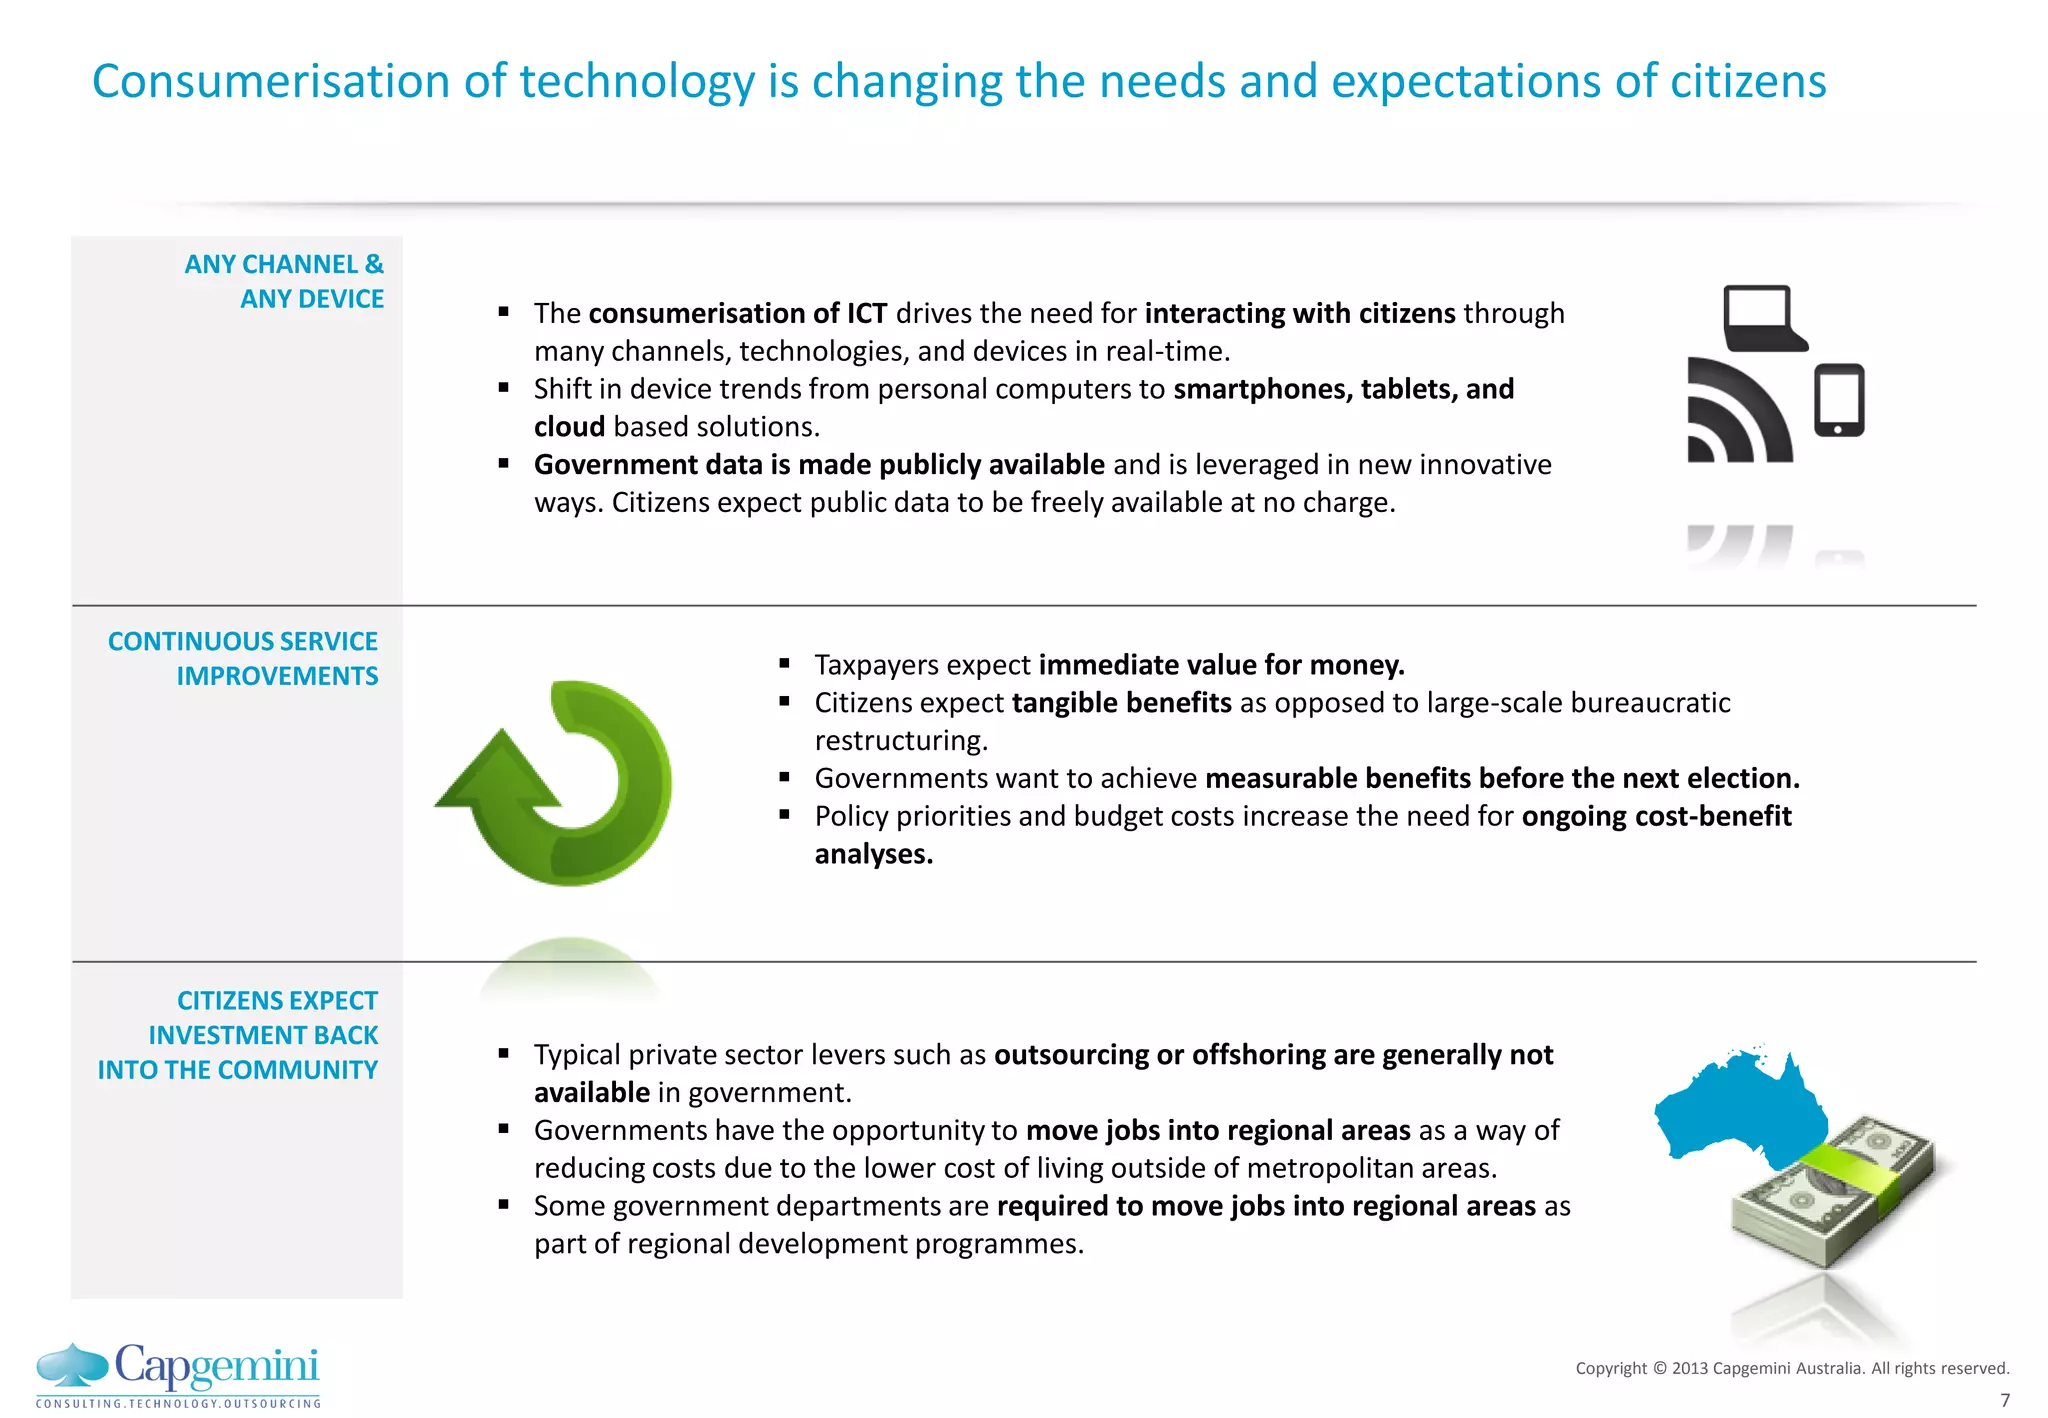 Consumerisation of technology is changing the needs and expectations of citizens
ANY CHANNEL &
ANY DEVICE
▪ The consumerisation of ICT drives the need for interacting with citizens through
many channels, technologies, and devices in real-time.
▪ Shift in device trends from personal computers to smartphones, tablets, and
cloud based solutions.
▪ Government data is made publicly available and is leveraged in new innovative
ways. Citizens expect public data to be freely available at no charge.
CONTINUOUS SERVICE
IMPROVEMENTS
▪ Taxpayers expect immediate value for money.
▪ Citizens expect tangible benefits as opposed to large-scale bureaucratic
restructuring.
▪ Governments want to achieve measurable benefits before the next election.
▪ Policy priorities and budget costs increase the need for ongoing cost-benefit
analyses.
CITIZENS EXPECT
INVESTMENT BACK
INTO THE COMMUNITY
▪ Typical private sector levers such as outsourcing or offshoring are generally not
available in government.
▪ Governments have the opportunity to move jobs into regional areas as a way of
reducing costs due to the lower cost of living outside of metropolitan areas.
▪ Some government departments are required to move jobs into regional areas as
part of regional development programmes.
Capgemini
CONSULTING.TECHNOLOGY.OUTSOURCING
Copyright © 2013 Capgemini Australia. All rights reserved.
7